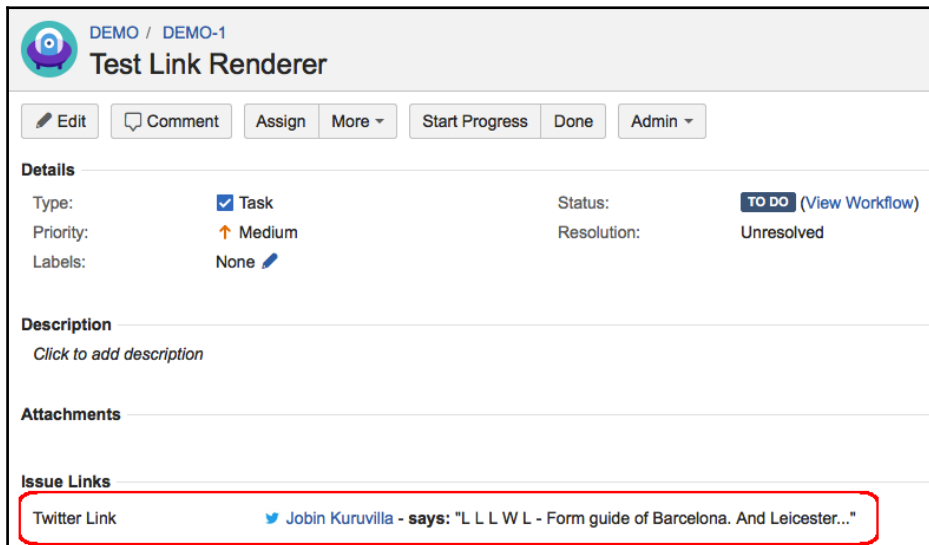 DEMO / DEMO-1
Test Link Renderer
Edit Comment Assign More Start Progress Done Admin
Details
Type: Task Status: TO DO (View Workflow)
Priority: Medium Resolution: Unresolved
Labels: None
Description
Click to add description
Attachments
Issue Links
Twitter Link Jobin Kuruvilla - says: "L L L W L - Form guide of Barcelona. And Leicester..."